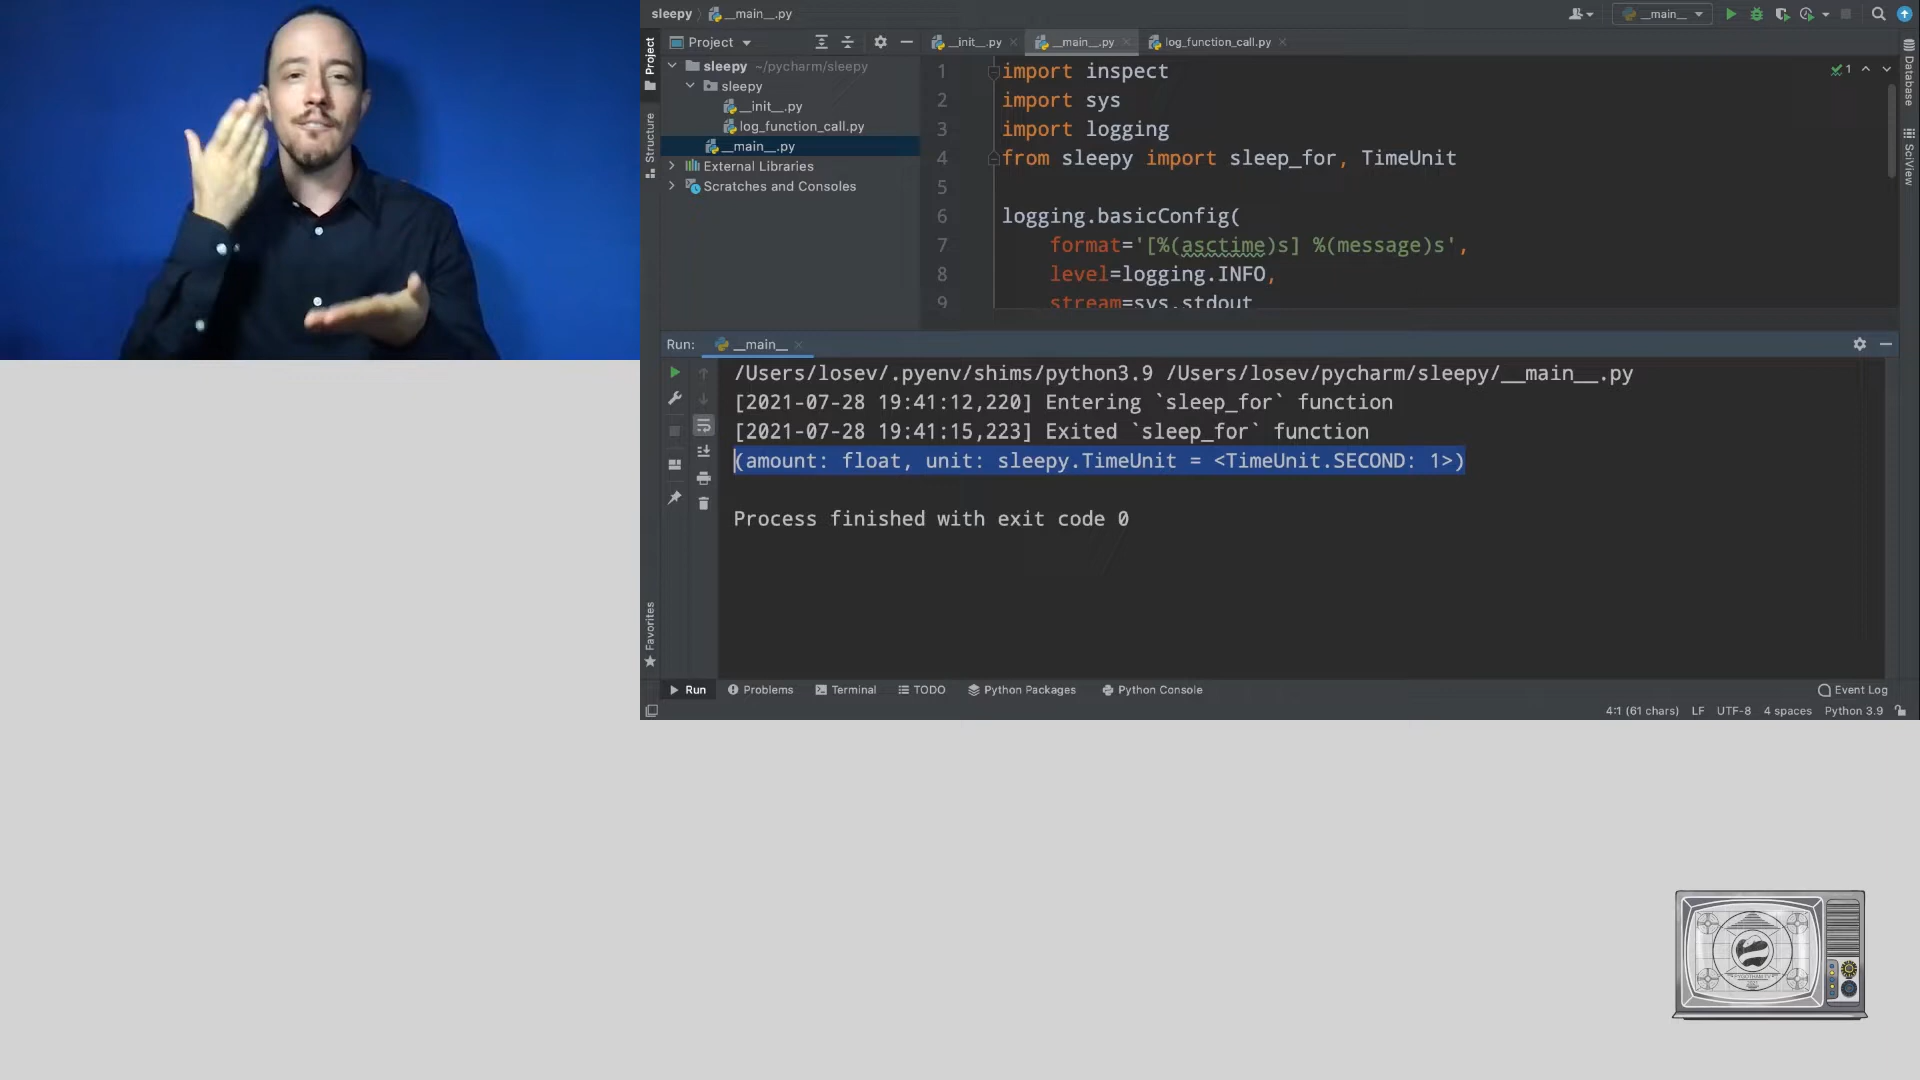 sleepy __main__.py
__main__
Project
__init__.py
__main__.py
log_function_call.py
Project
Structure
Favorites
Database
SciView
sleepy ~/pycharm/sleepy
sleepy
__init__.py
log_function_call.py
__main__.py
External Libraries
Scratches and Consoles
1 import inspect
2 import sys
3 import logging
4 from sleepy import sleep_for, TimeUnit
5
6 logging.basicConfig(
7 format='[%(asctime)s] %(message)s',
8 level=logging.INFO,
9 stream=sys.stdout
1
Run: __main__
/Users/losev/.pyenv/shims/python3.9 /Users/losev/pycharm/sleepy/__main__.py
[2021-07-28 19:41:12,220] Entering `sleep_for` function
[2021-07-28 19:41:15,223] Exited `sleep_for` function
(amount: float, unit: sleepy.TimeUnit = <TimeUnit.SECOND: 1>)
Process finished with exit code 0
Run Problems Terminal TODO Python Packages Python Console Event Log
4:1 (61 chars) LF UTF-8 4 spaces Python 3.9